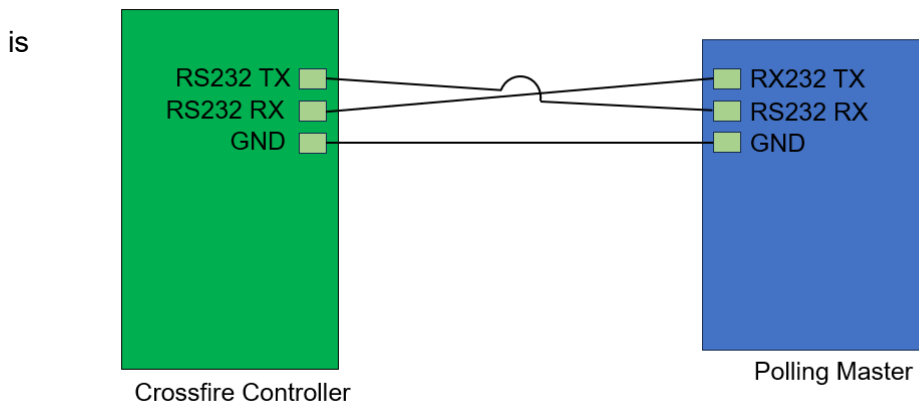 is
RS232 TX
RS232 RX
GND
RX232 TX
RS232 RX
GND
Crossfire Controller
Polling Master